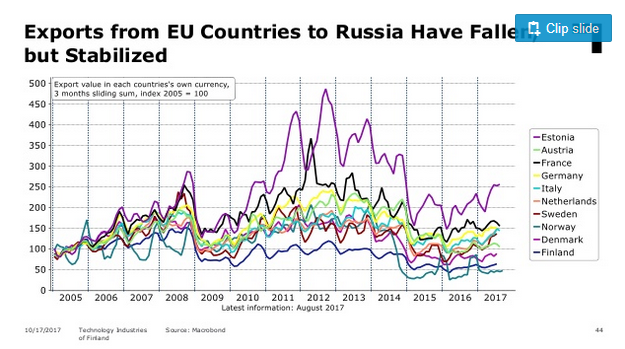 Exports from EU Countries to Russia Have Fallen,
but Stabilized
Clip slide
Export value in each countries's own currency,
3 months sliding sum, index 2005 = 100
500
450
400
350
300
250
200
150
100
50
0
2005 2006 2007 2008 2009 2010 2011 2012 2013 2014 2015 2016 2017
Latest information: August 2017
Estonia
Austria
France
Germany
Italy
Netherlands
Sweden
Norway
Denmark
Finland
10/17/2017 Technology Industries of Finland Source: Macrobond 44